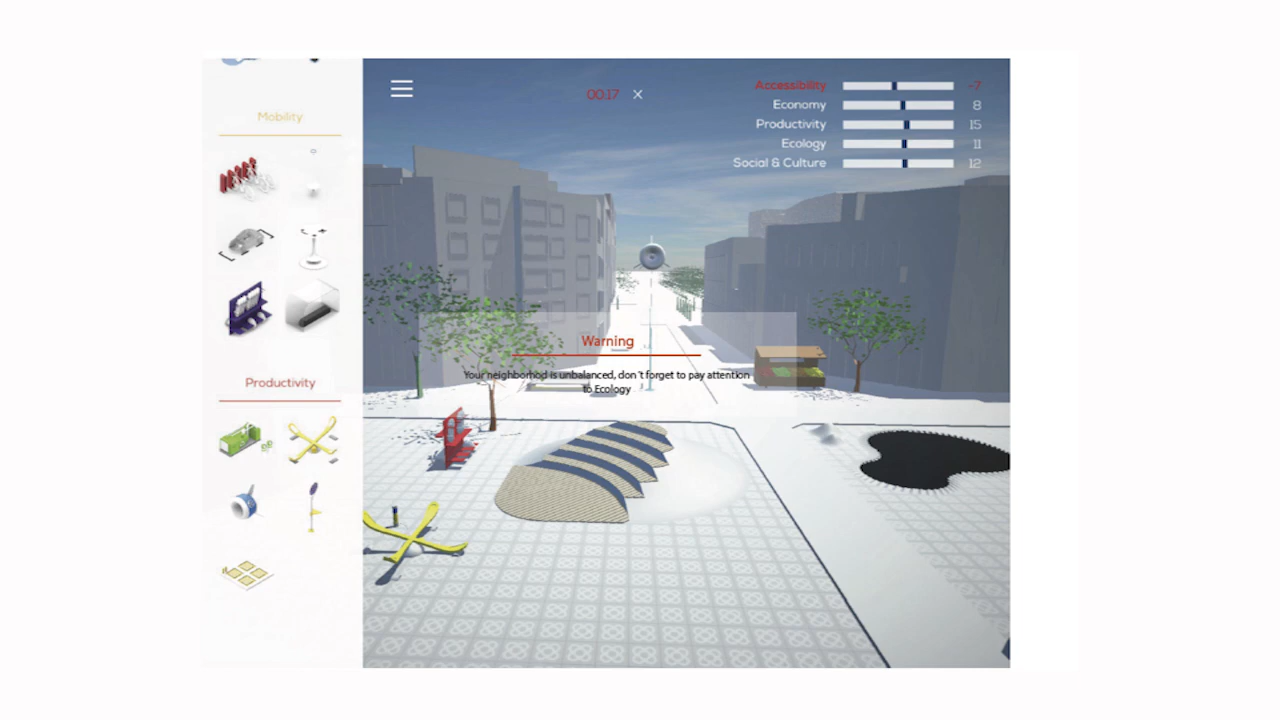 Mobility
Productivity
00:17 X
Accessibility -7
Economy 8
Productivity 15
Ecology 11
Social & Culture 12
Warning
Your neighborhod is unbalanced, don't forget to pay attention
to Ecology